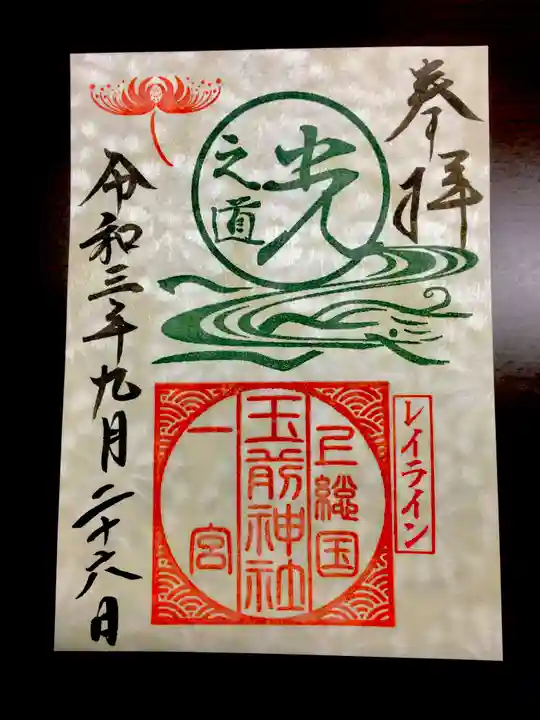 奉拝
光
之道
レイライン
上総国
玉前神社
一宮
令和三年九月二十六日